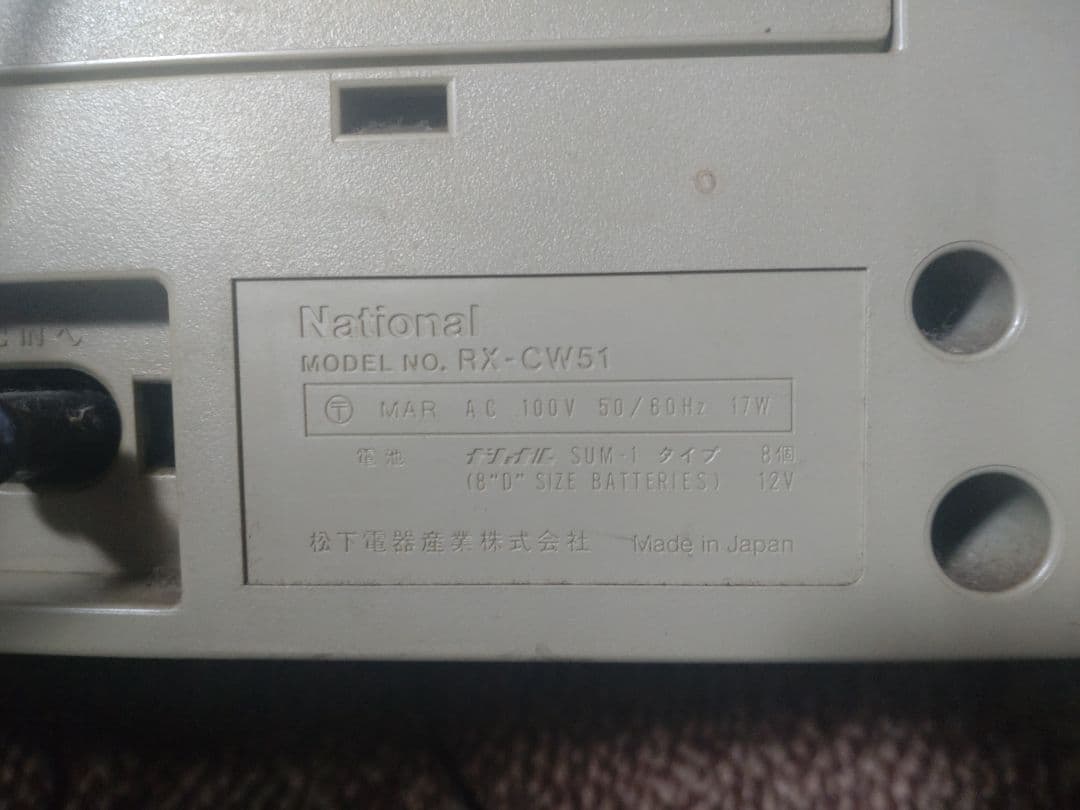 C IN へ
National
MODEL NO. RX-CW51
〒 MAR AC 100V 50/60Hz 17W
電池 ナショナル SUM-1 タイプ 8個
(8"D" SIZE BATTERIES) 12V
松下電器産業株式会社 Made in Japan